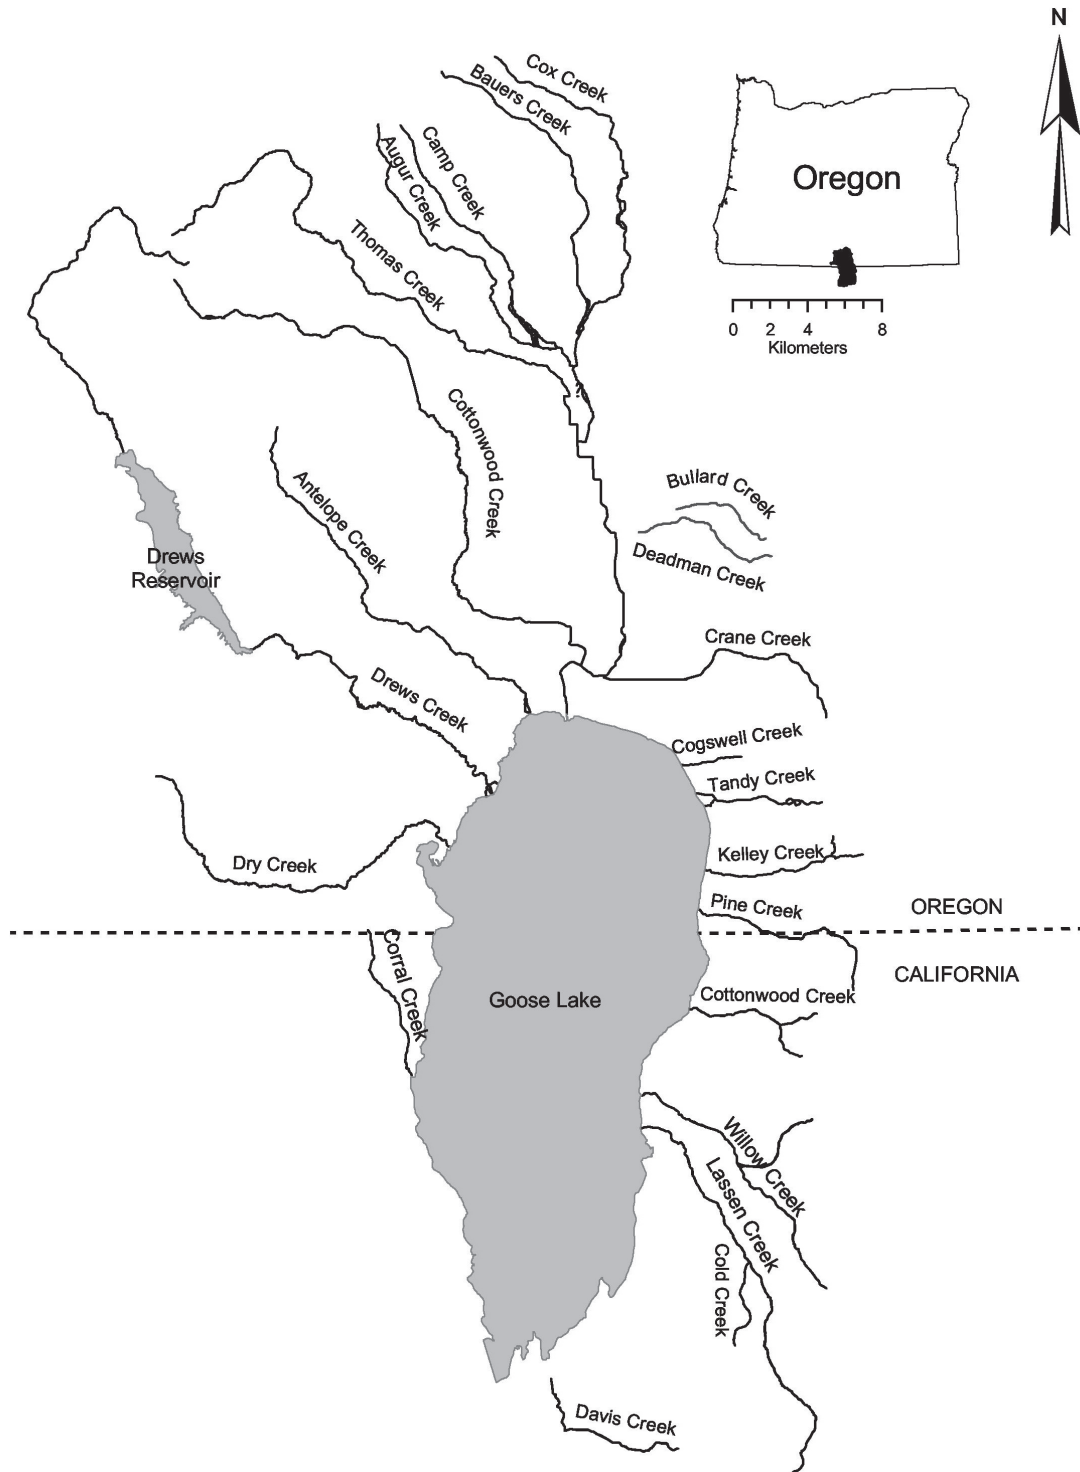 N
Cox Creek
Bauers Creek
Camp Creek
Augur Creek
Oregon
Thomas Creek
0 2 4 8
Kilometers
Cottonwood Creek
Antelope Creek
Bullard Creek
Deadman Creek
Drews
Reservoir
Crane Creek
Drews Creek
Cogswell Creek
Tandy Creek
Kelley Creek
Dry Creek
Pine Creek
OREGON
CALIFORNIA
Corral Creek
Goose Lake
Cottonwood Creek
Willow Creek
Lassen Creek
Cold Creek
Davis Creek
?